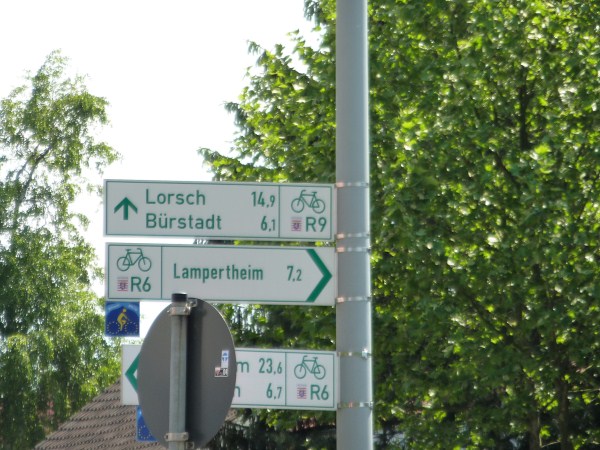 Lorsch 14,9
Bürstadt 6,1
R9
R6
Lampertheim 7,2
m 23,6
n 6,7
R6